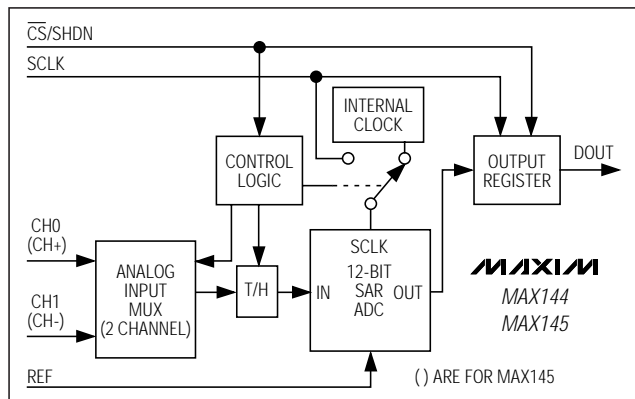 CS/SHDN
SCLK
INTERNAL
CLOCK
CONTROL
LOGIC
OUTPUT
REGISTER
DOUT
CH0
(CH+)
CH1
(CH-)
ANALOG
INPUT
MUX
(2 CHANNEL)
T/H
SCLK
12-BIT
IN SAR OUT
ADC
MAXIM
MAX144
MAX145
REF
( ) ARE FOR MAX145